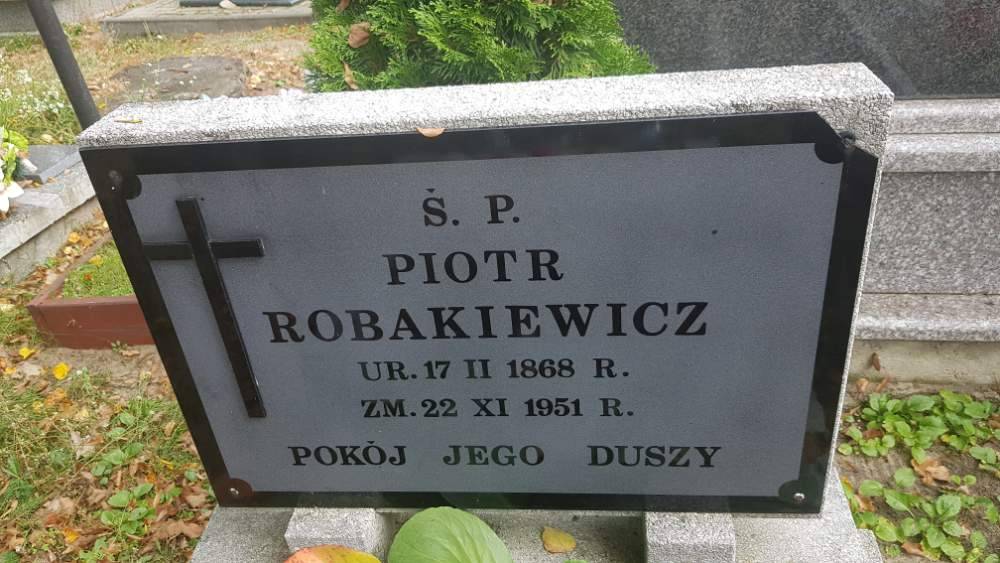 Ś. P.
PIOTR
ROBAKIEWICZ
UR. 17 II 1868 R.
ZM. 22 XI 1951 R.
POKÓJ JEGO DUSZY